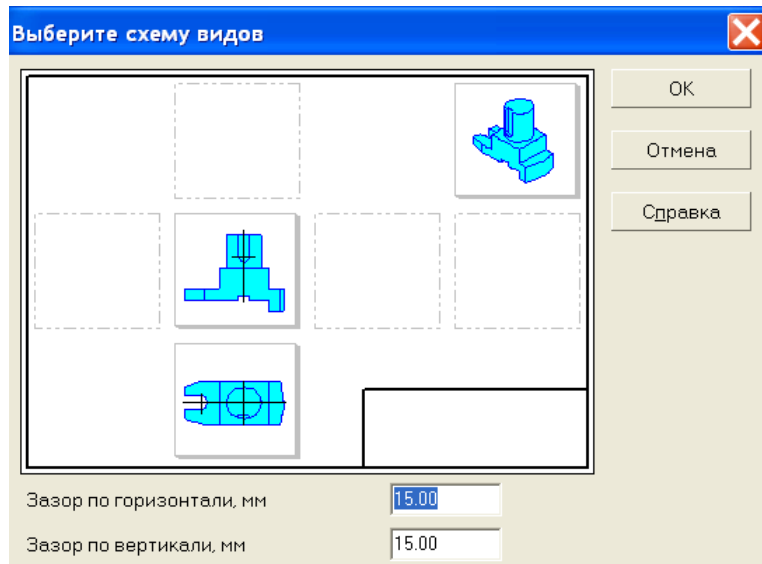 Выберите схему видов
OK
Отмена
Справка
Зазор по горизонтали, мм
15.00
Зазор по вертикали, мм
15.00